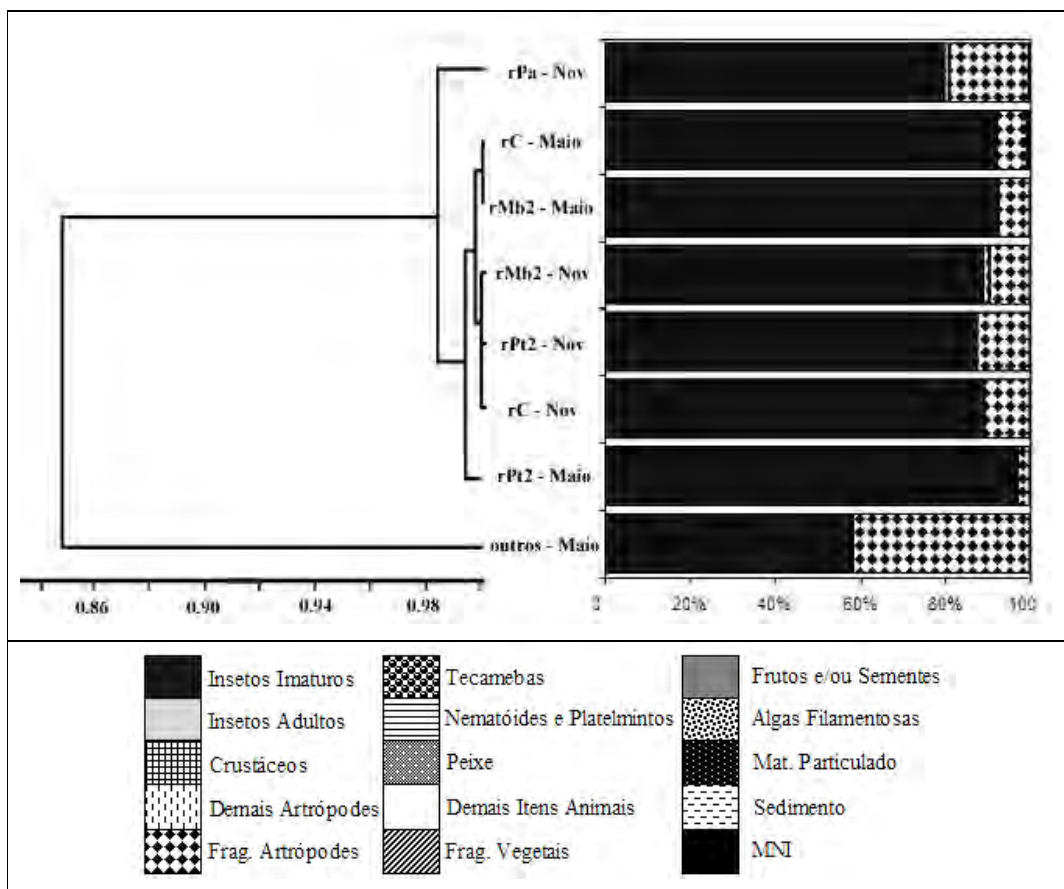 rPa - Nov
rC - Maio
rMb2 - Maio
rMb2 - Nov
rPt2 - Nov
rC - Nov
rPt2 - Maio
outros - Maio
0.86 0.90 0.94 0.98
0 20% 40% 60% 80% 100
Insetos Imaturos
Insetos Adultos
Crustáceos
Demais Artrópodes
Frag. Artrópodes
Tecamebas
Nematóides e Platelmintos
Peixe
Demais Itens Animais
Frag. Vegetais
Frutos e/ou Sementes
Algas Filamentosas
Mat. Particulado
Sedimento
MNI